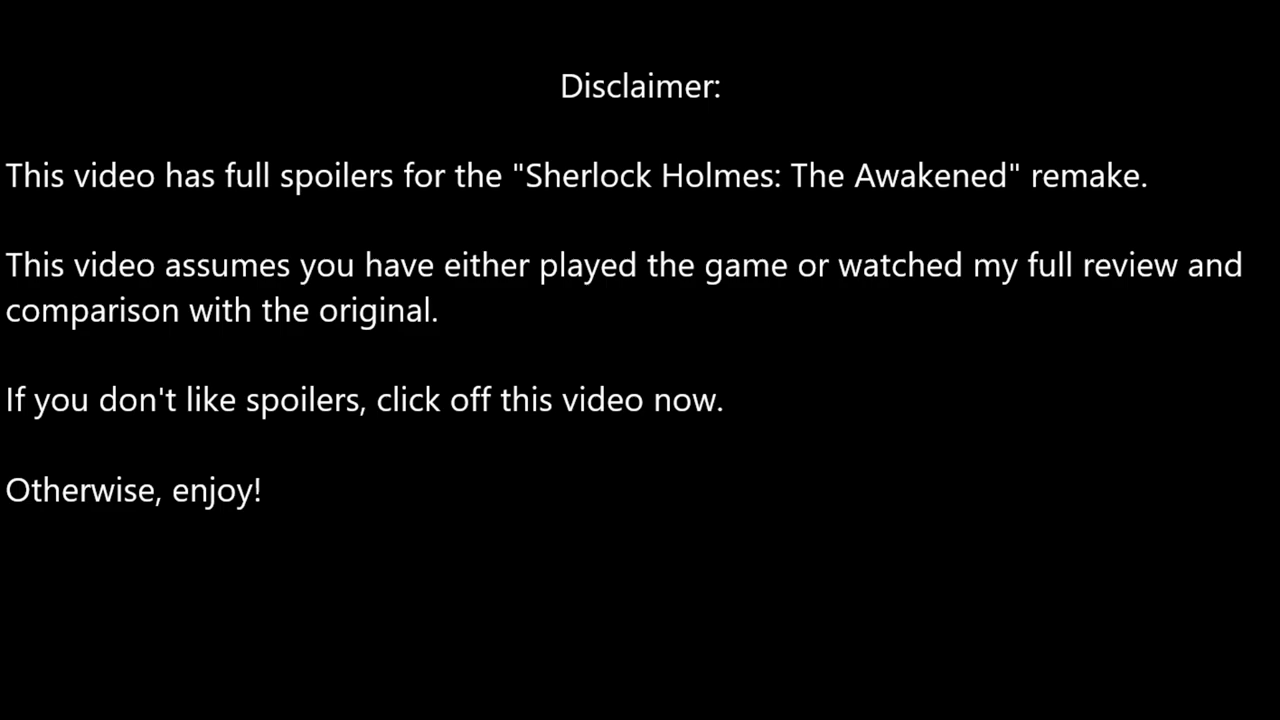 Disclaimer:
This video has full spoilers for the "Sherlock Holmes: The Awakened" remake.
This video assumes you have either played the game or watched my full review and
comparison with the original.
If you don't like spoilers, click off this video now.
Otherwise, enjoy!